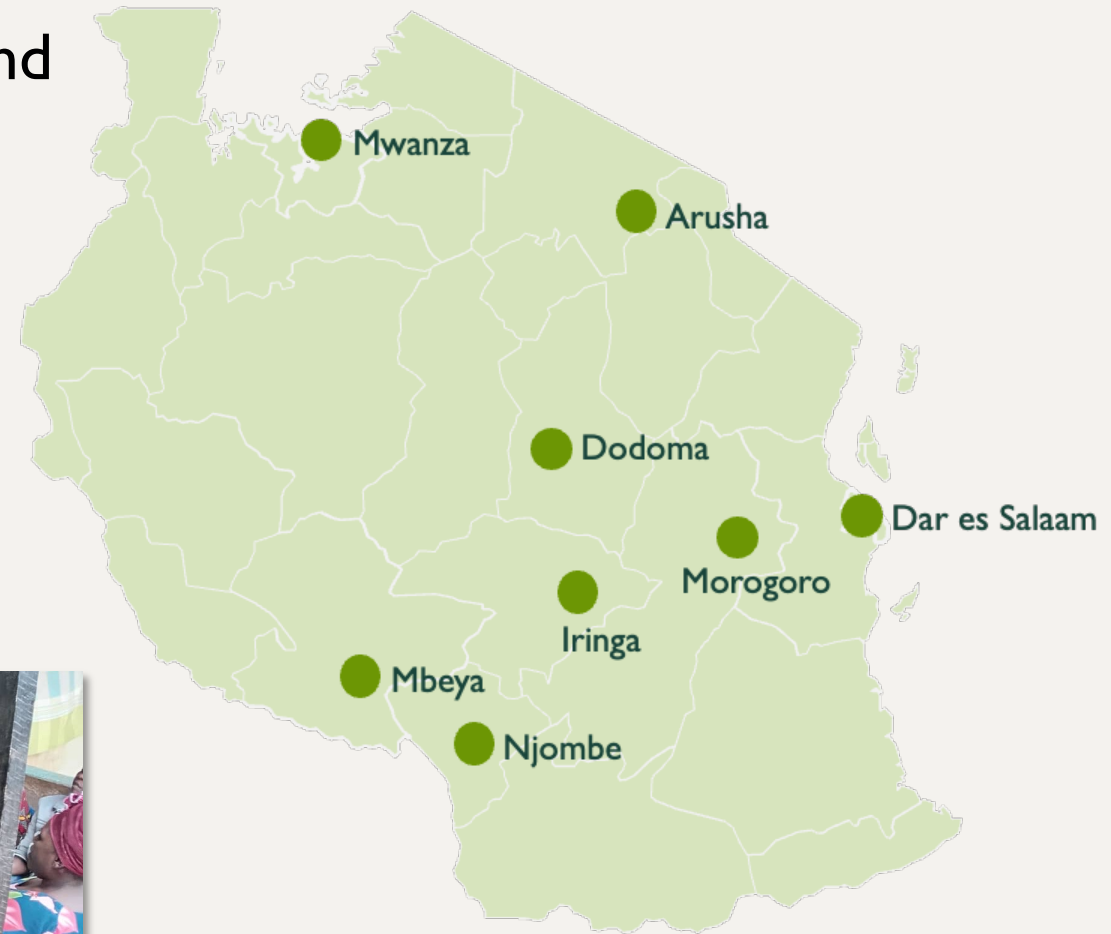 nd
Mwanza
Arusha
Dodoma
Dar es Salaam
Morogoro
Iringa
Mbeya
Njombe